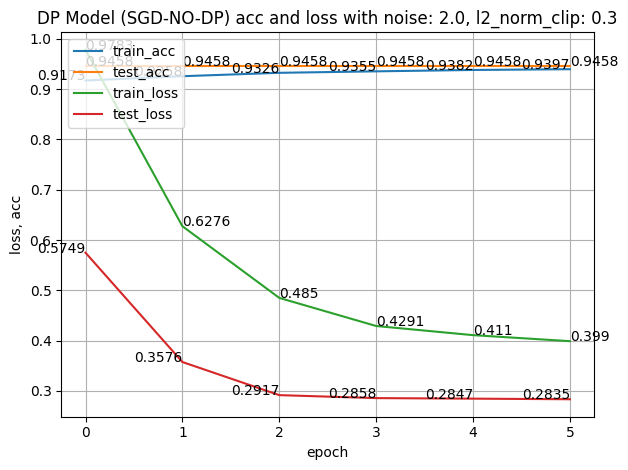 DP Model (SGD-NO-DP) acc and loss with noise: 2.0, l2_norm_clip: 0.3
loss, acc
1.0
0.9
0.8
0.7
0.6
0.5
0.4
0.3
train_acc
test_acc
train_loss
test_loss
0.9783
0.9458 0.9458 0.9458 0.9458 0.9458 0.9458
0.9326 0.9355 0.9382 0.9397
0.6276
0.5749
0.485
0.4291
0.411
0.399
0.3576
0.2917
0.2858
0.2847
0.2835
0 1 2 3 4 5
epoch